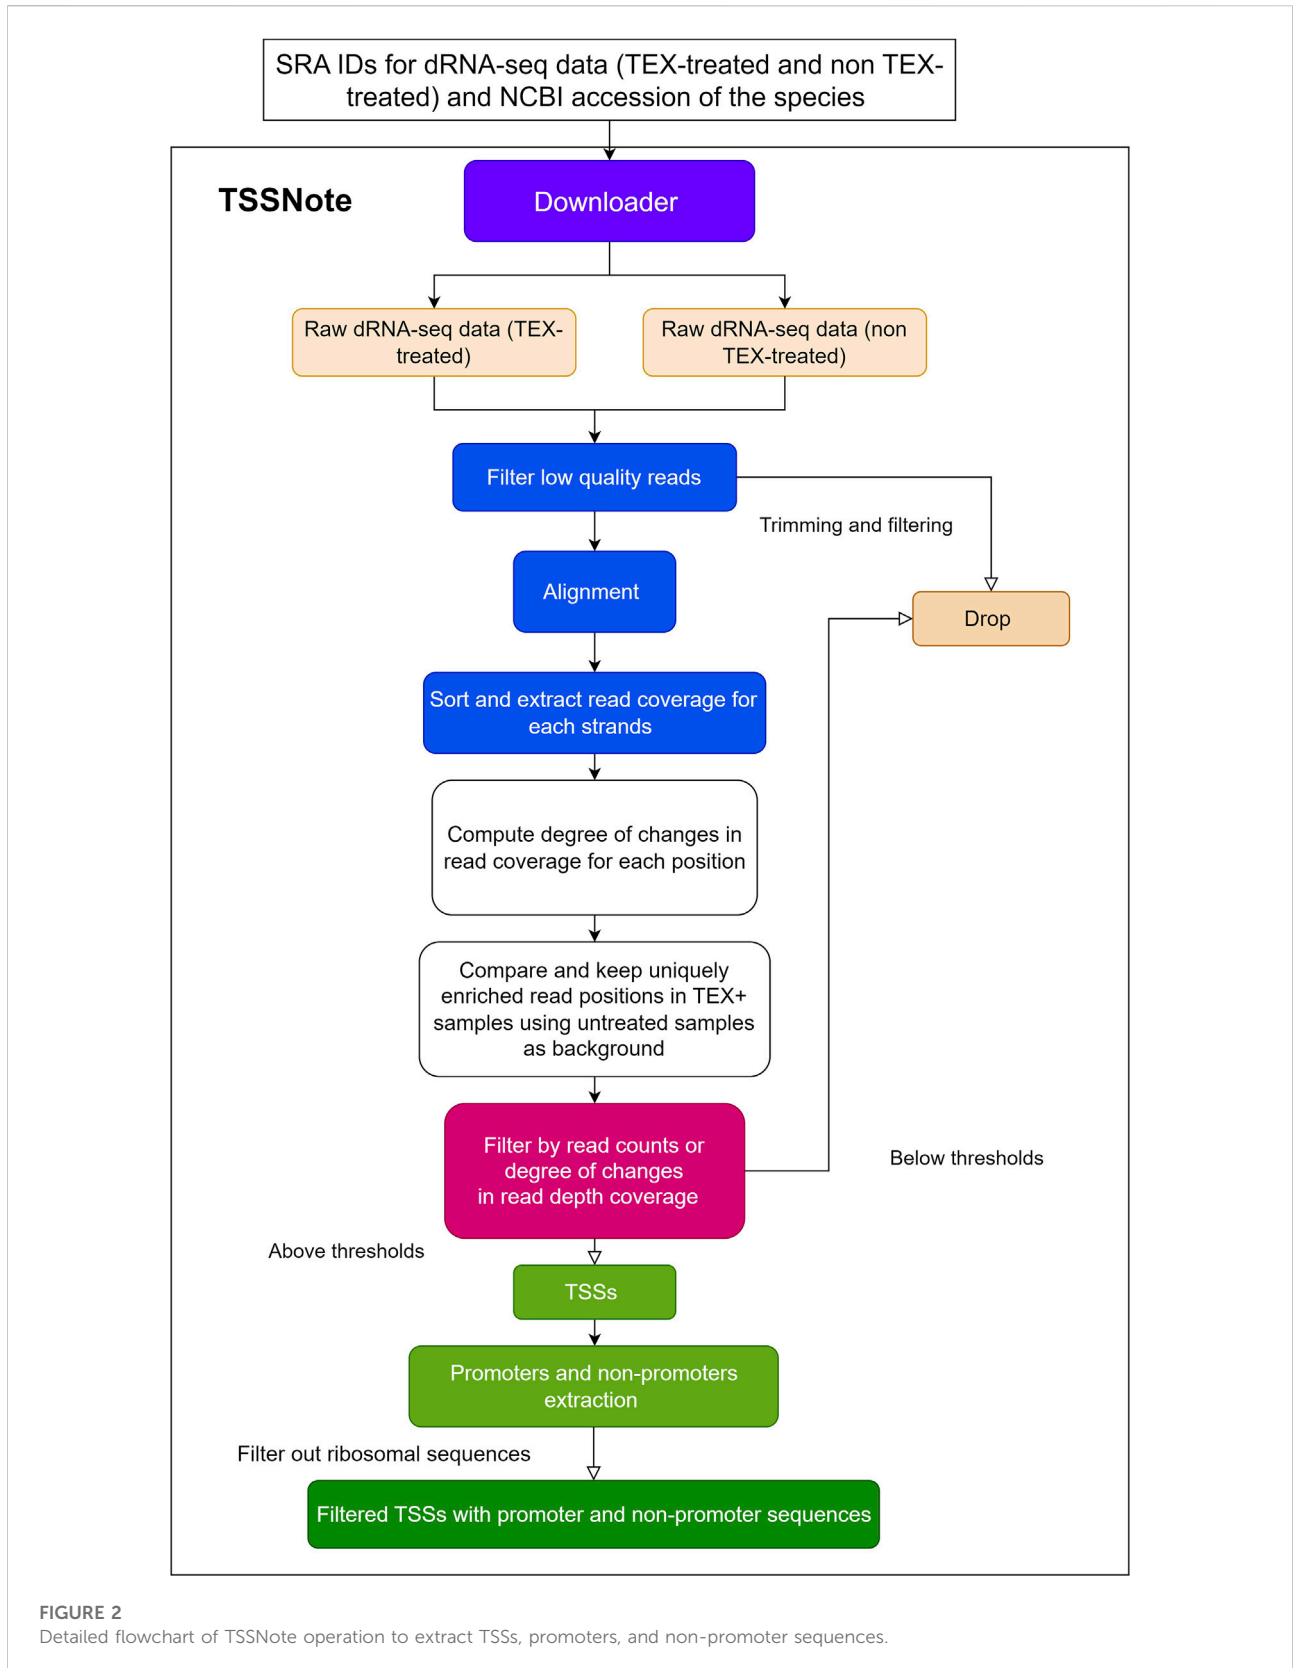 SRA IDs for dRNA-seq data (TEX-treated and non TEX-
treated) and NCBI accession of the species
TSSNote
Downloader
Raw dRNA-seq data (TEX-
treated)
Raw dRNA-seq data (non
TEX-treated)
Filter low quality reads
Trimming and filtering
Alignment
Drop
Sort and extract read coverage for
each strands
Compute degree of changes in
read coverage for each position
Compare and keep uniquely
enriched read positions in TEX+
samples using untreated samples
as background
Filter by read counts or
degree of changes
in read depth coverage
Below thresholds
Above thresholds
TSSs
Promoters and non-promoters
extraction
Filter out ribosomal sequences
Filtered TSSs with promoter and non-promoter sequences
FIGURE 2
Detailed flowchart of TSSNote operation to extract TSSs, promoters, and non-promoter sequences.